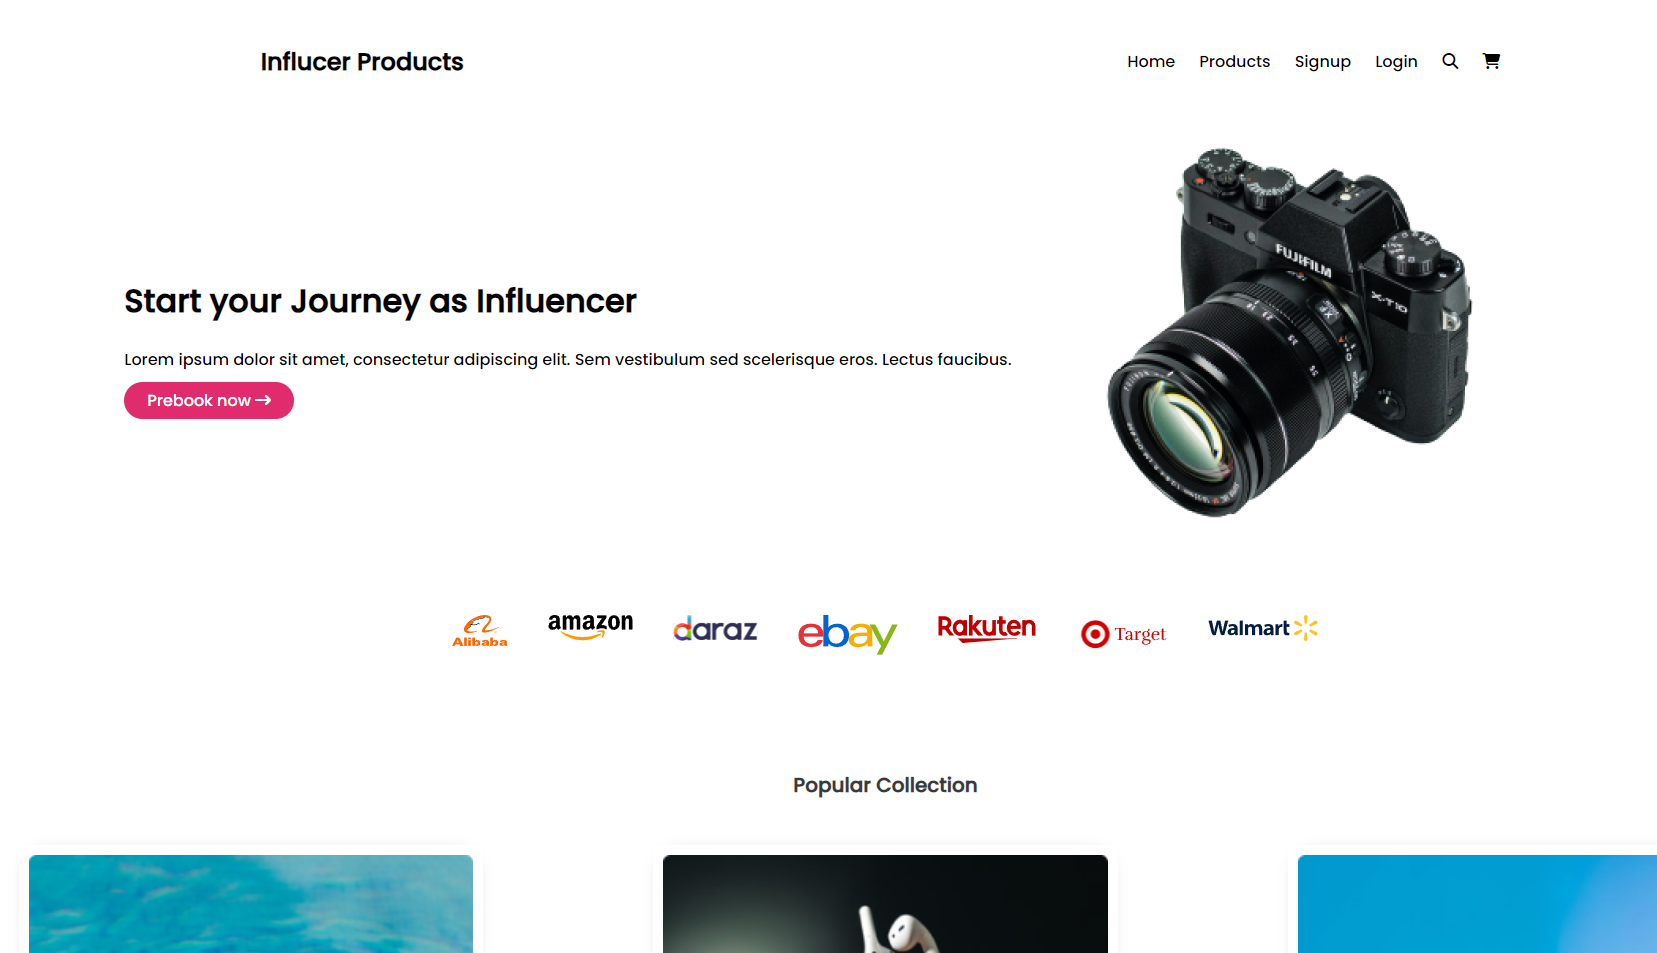 Influcer Products
Home Products Signup Login
FUJIFILM
X-T10
Start your Journey as Influencer
Lorem ipsum dolor sit amet, consectetur adipiscing elit. Sem vestibulum sed scelerisque eros. Lectus faucibus.
Prebook now
Alibaba
amazon
daraz
ebay
Rakuten
Target
Walmart
Popular Collection